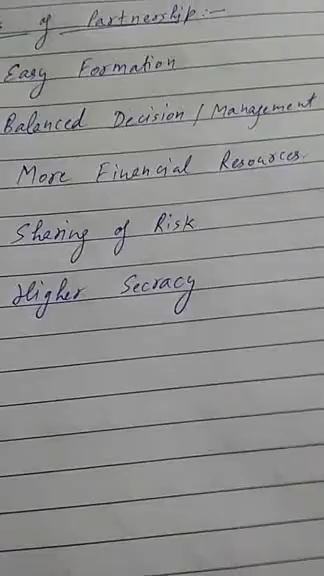 of Partnership:-
Easy Formation
Balanced Decision / Management
More Financial Resources.
Sharing of Risk
Higher Secracy